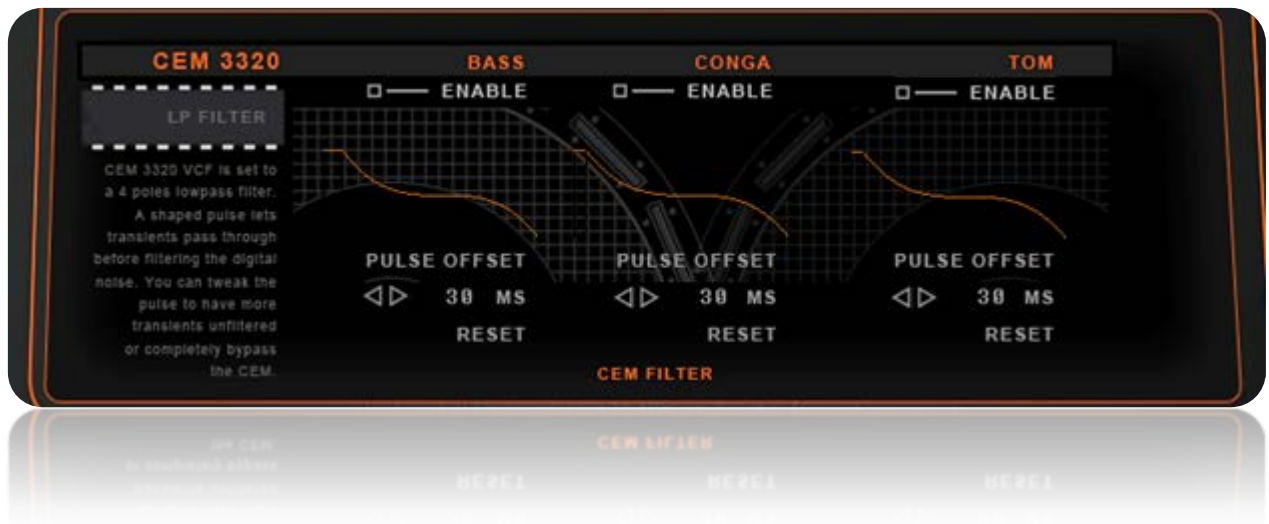 CEM 3320 BASS CONGA TOM
ENABLE ENABLE ENABLE
LP FILTER
CEM 3320 VCF is set to
a 4 poles lowpass filter.
A shaped pulse lets
transients pass through
before filtering the digital
noise. You can tweak the
pulse to have more
transients unfiltered
or completely bypass
the CEM.
PULSE OFFSET PULSE OFFSET PULSE OFFSET
30 MS 30 MS 30 MS
RESET RESET RESET
CEM FILTER